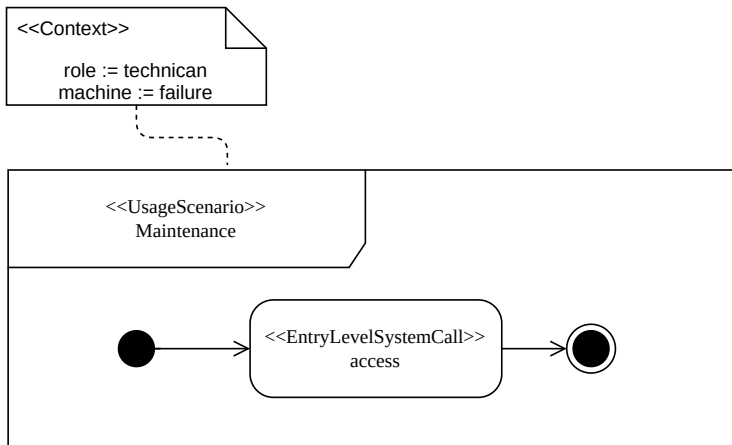 <<Context>>
role := technican
machine := failure
<<UsageScenario>>
Maintenance
<<EntryLevelSystemCall>>
access